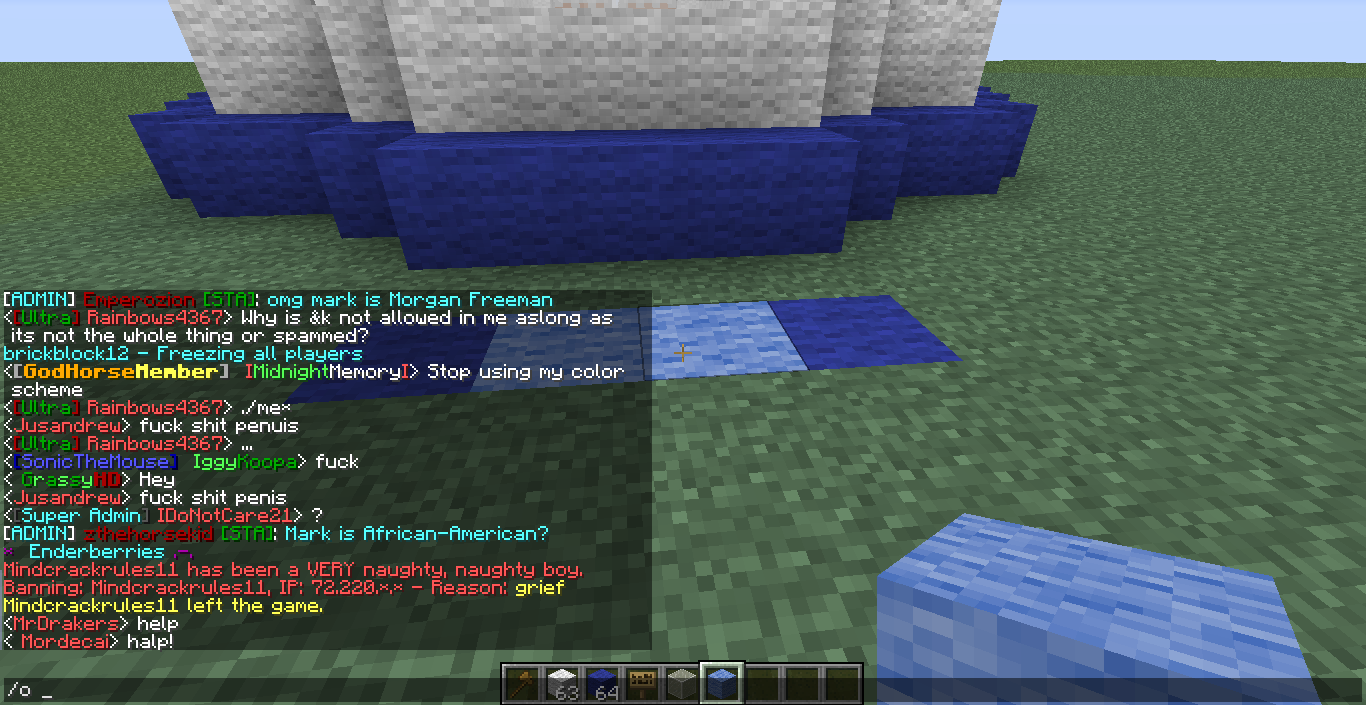 [ADMIN] Emperozion [STA]: omg mark is Morgan Freeman
<[Ultra] Rainbows4367> Why is &k not allowed in me aslong as
its not the whole thing or spammed?
brickblock12 - Freezing all players
<[GodHorseMember] IMidnightMemoryI> Stop using my color
scheme
<[Ultra] Rainbows4367> ./me*
<Jusandrew> fuck shit penuis
<[Ultra] Rainbows4367> ...
<[SonicTheMouse] IggyKoopa> fuck
< GrassyHD> Hey
<Jusandrew> fuck shit penis
<[Super Admin] IDoNotCare21> ?
[ADMIN] zthehorsekid [STA]: Mark is African-American?
* Enderberries .-.
Mindcrackrules11 has been a VERY naughty, naughty boy.
Banning: Mindcrackrules11, IP: 72.220.*.* - Reason: grief
Mindcrackrules11 left the game.
<MrDrakers> help
< Mordecai> halp!
/o _
63 64